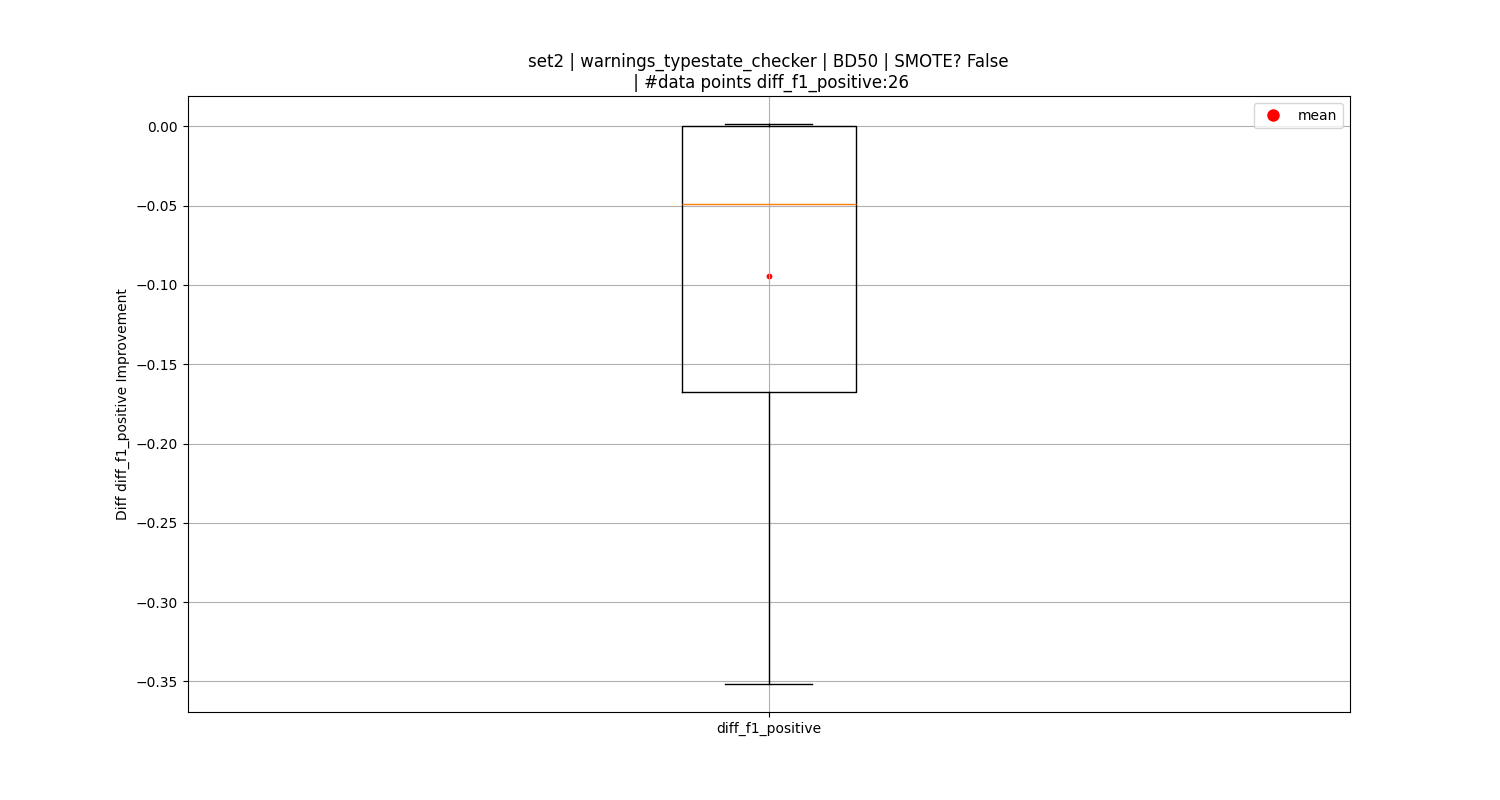 set2 | warnings_typestate_checker | BD50 | SMOTE? False
| #data points diff_f1_positive:26
mean
0.00
−0.05
−0.10
−0.15
−0.20
−0.25
−0.30
−0.35
Diff diff_f1_positive Improvement
diff_f1_positive